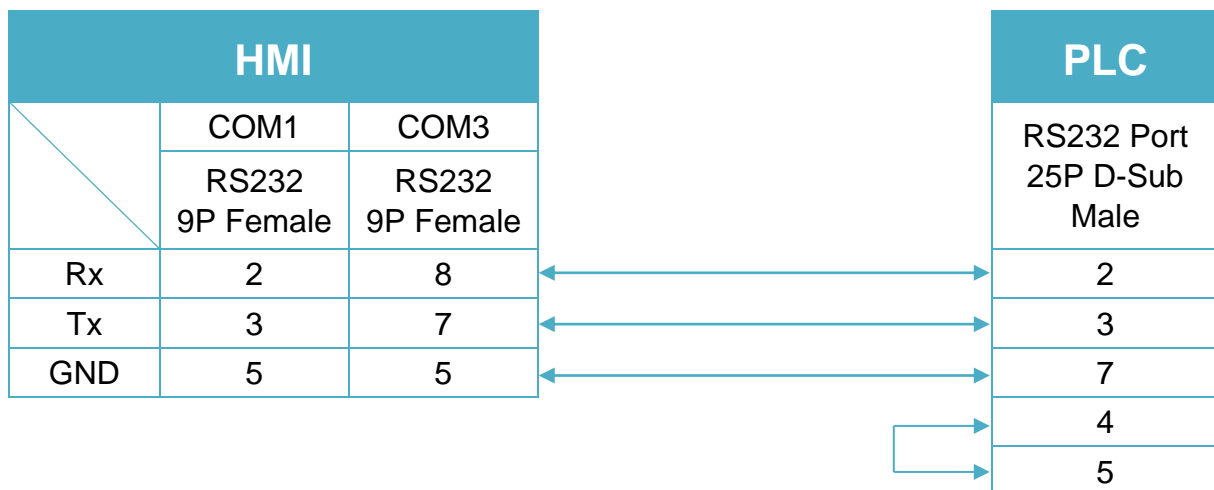 HMI
PLC
COM1 COM3
RS232 Port
25P D-Sub
Male
RS232 RS232
9P Female 9P Female
Rx 2 8 2
Tx 3 7 3
GND 5 5 7
4
5